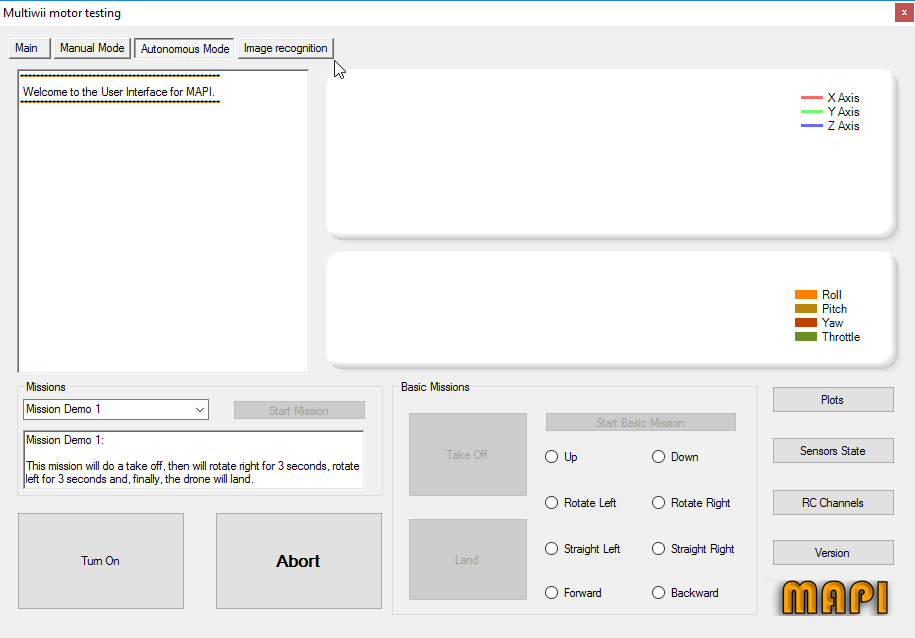 Multiwii motor testing
x
Main
Manual Mode
Autonomous Mode
Image recognition
Welcome to the User Interface for MAPI.
X Axis
Y Axis
Z Axis
Roll
Pitch
Yaw
Throttle
Missions
Mission Demo 1
Start Mission
Mission Demo 1:
This mission will do a take off, then will rotate right for 3 seconds, rotate
left for 3 seconds and, finally, the drone will land.
Turn On
Abort
Basic Missions
Take Off
Land
Start Basic Mission
Up
Down
Rotate Left
Rotate Right
Straight Left
Straight Right
Forward
Backward
Plots
Sensors State
RC Channels
Version
MAPI